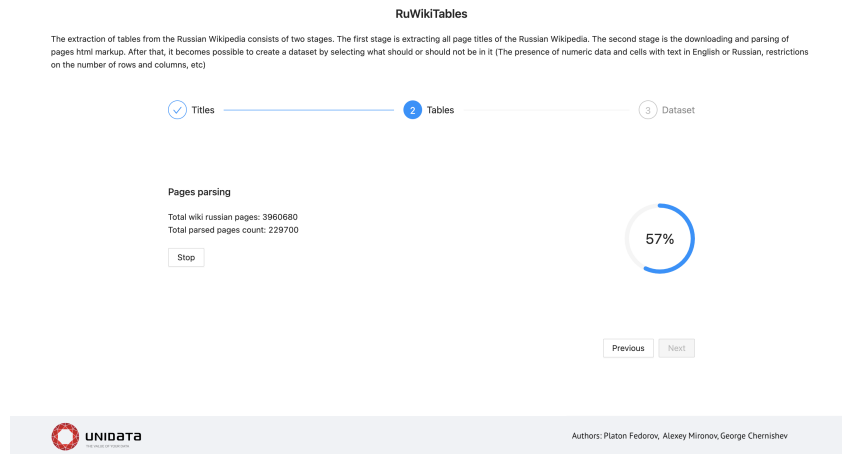 RuWikiTables
The extraction of tables from the Russian Wikipedia consists of two stages. The first stage is extracting all page titles of the Russian Wikipedia. The second stage is the downloading and parsing of
pages html markup. After that, it becomes possible to create a dataset by selecting what should or should not be in it (The presence of numeric data and cells with text in English or Russian, restrictions
on the number of rows and columns, etc)
Titles
2 Tables
3 Dataset
Pages parsing
Total wiki russian pages: 3960680
Total parsed pages count: 229700
57%
Stop
Previous
Next
UNIDATA
THE VALUE OF YOUR DATA
Authors: Platon Fedorov, Alexey Mironov, George Chernishev